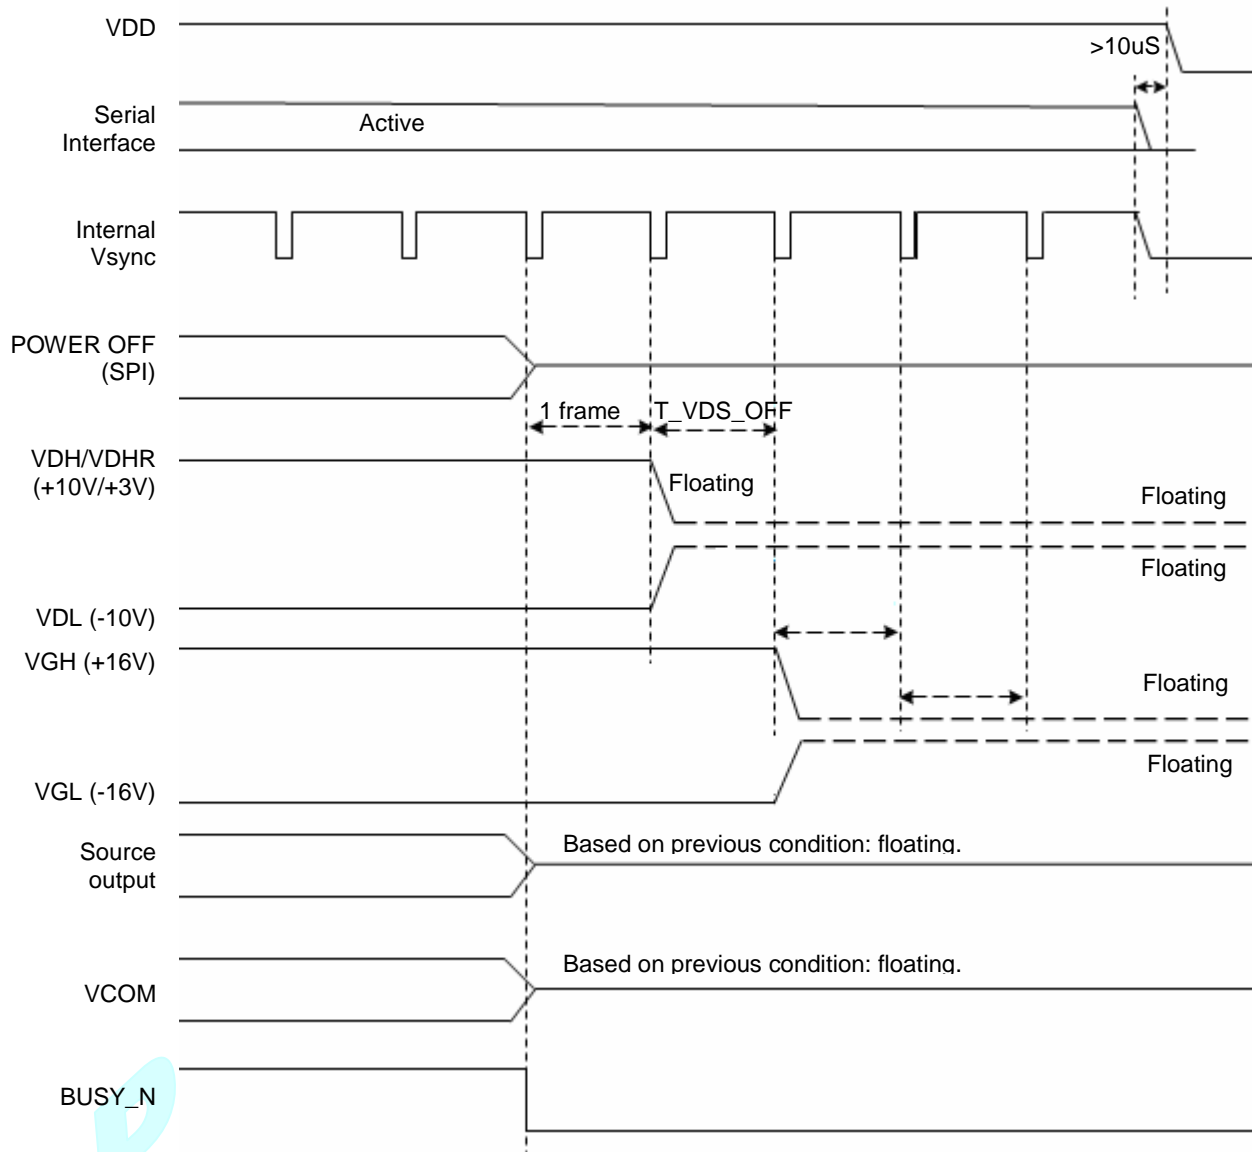 VDD
>10uS
Serial
Interface
Active
Internal
Vsync
POWER OFF
(SPI)
1 frame
T_VDS_OFF
VDH/VDHR
(+10V/+3V)
Floating
Floating
Floating
VDL (-10V)
VGH (+16V)
Floating
Floating
VGL (-16V)
Source
output
Based on previous condition: floating.
VCOM
Based on previous condition: floating.
BUSY_N